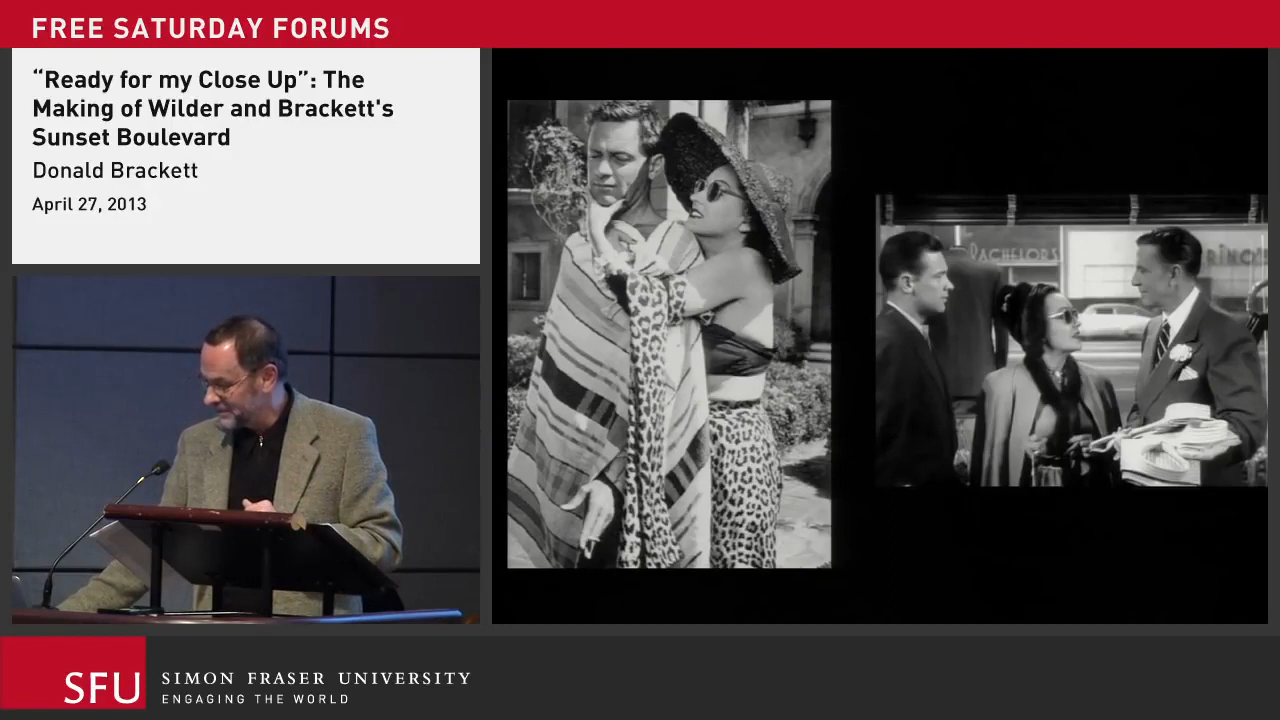 FREE SATURDAY FORUMS
“Ready for my Close Up”: The
Making of Wilder and Brackett's
Sunset Boulevard
Donald Brackett
April 27, 2013
BACHELORS
SFU
SIMON FRASER UNIVERSITY
ENGAGING THE WORLD